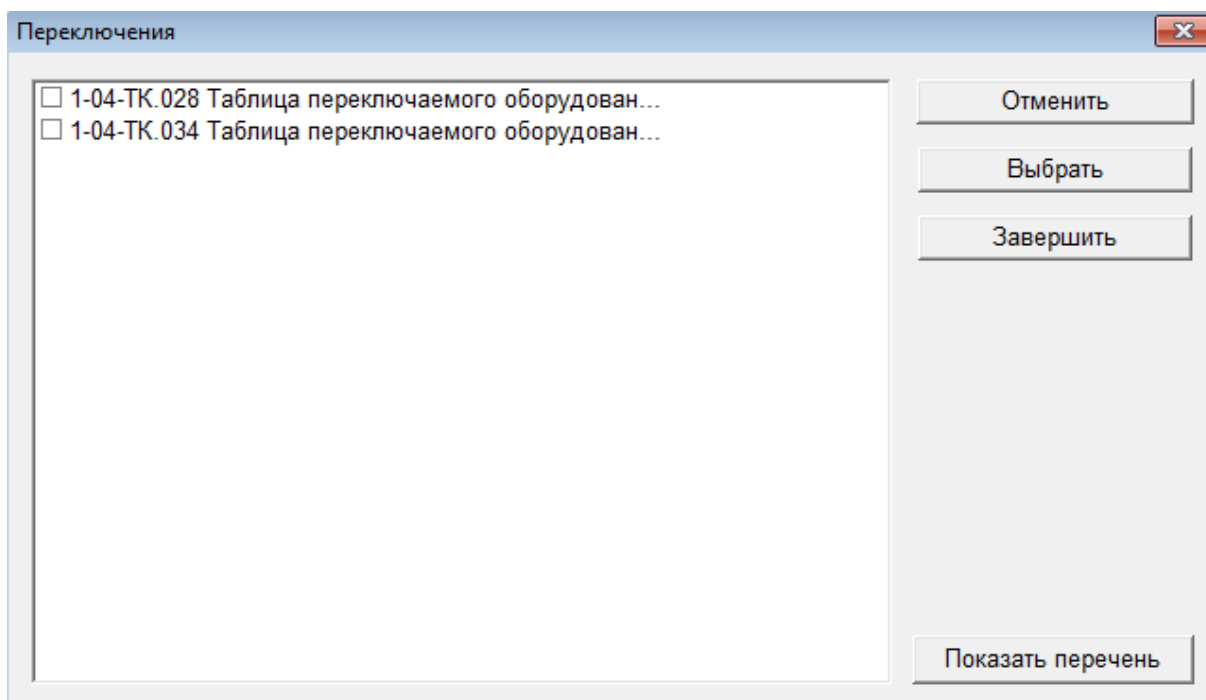 Переключения
1-04-ТК.028 Таблица переключаемого оборудован...
1-04-ТК.034 Таблица переключаемого оборудован...
Отменить
Выбрать
Завершить
Показать перечень